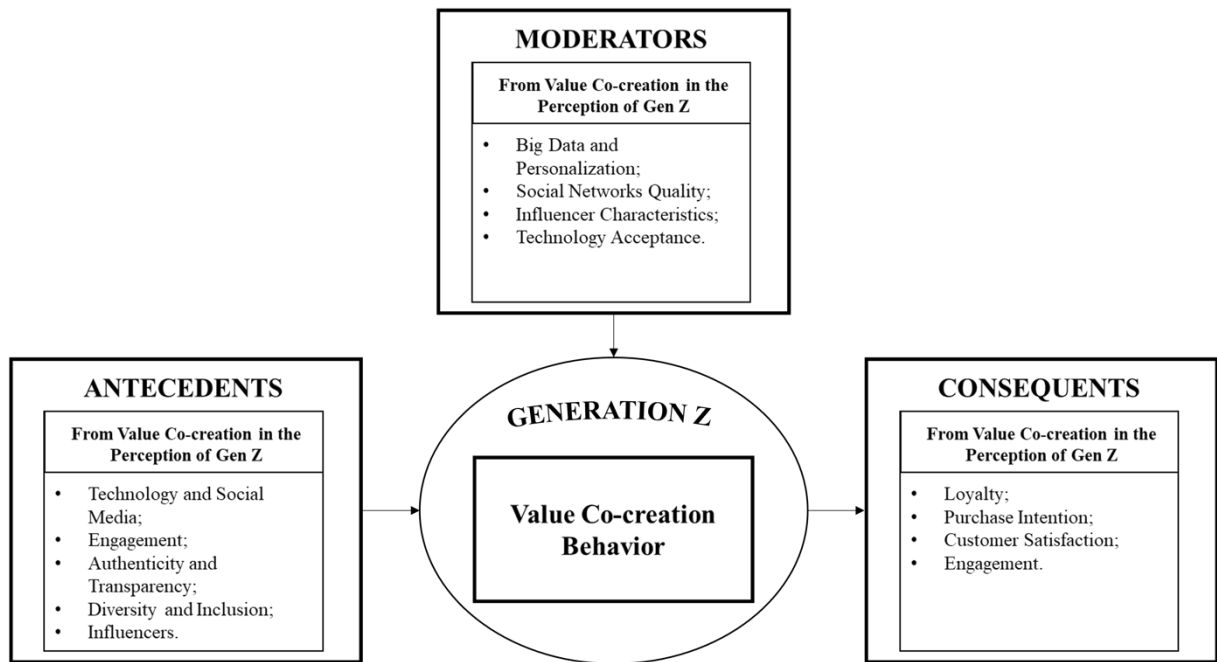 MODERATORS
From Value Co-creation in the
Perception of Gen Z
• Big Data and
Personalization;
• Social Networks Quality;
• Influencer Characteristics;
• Technology Acceptance.
ANTECEDENTS
From Value Co-creation in the
Perception of Gen Z
• Technology and Social
Media;
• Engagement;
• Authenticity and
Transparency;
• Diversity and Inclusion;
• Influencers.
GENERATION Z
Value Co-creation
Behavior
CONSEQUENTS
From Value Co-creation in the
Perception of Gen Z
• Loyalty;
• Purchase Intention;
• Customer Satisfaction;
• Engagement.